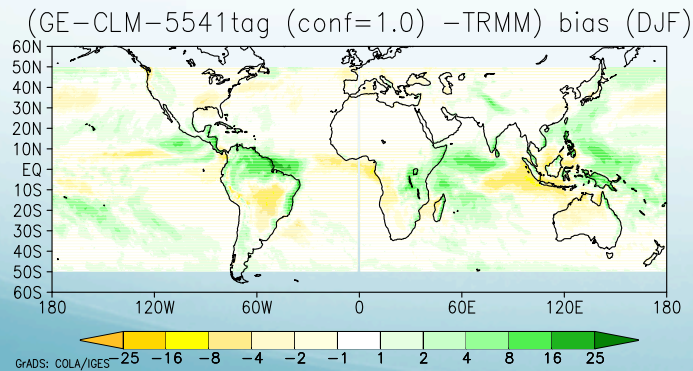 (GE-CLM-5541tag (conf=1.0) -TRMM) bias (DJF)
60N
50N
40N
30N
20N
10N
EQ
10S
20S
30S
40S
50S
60S
180 120W 60W 0 60E 120E 180
-25 -16 -8 -4 -2 -1 1 2 4 8 16 25
GrADS: COLA/IGES